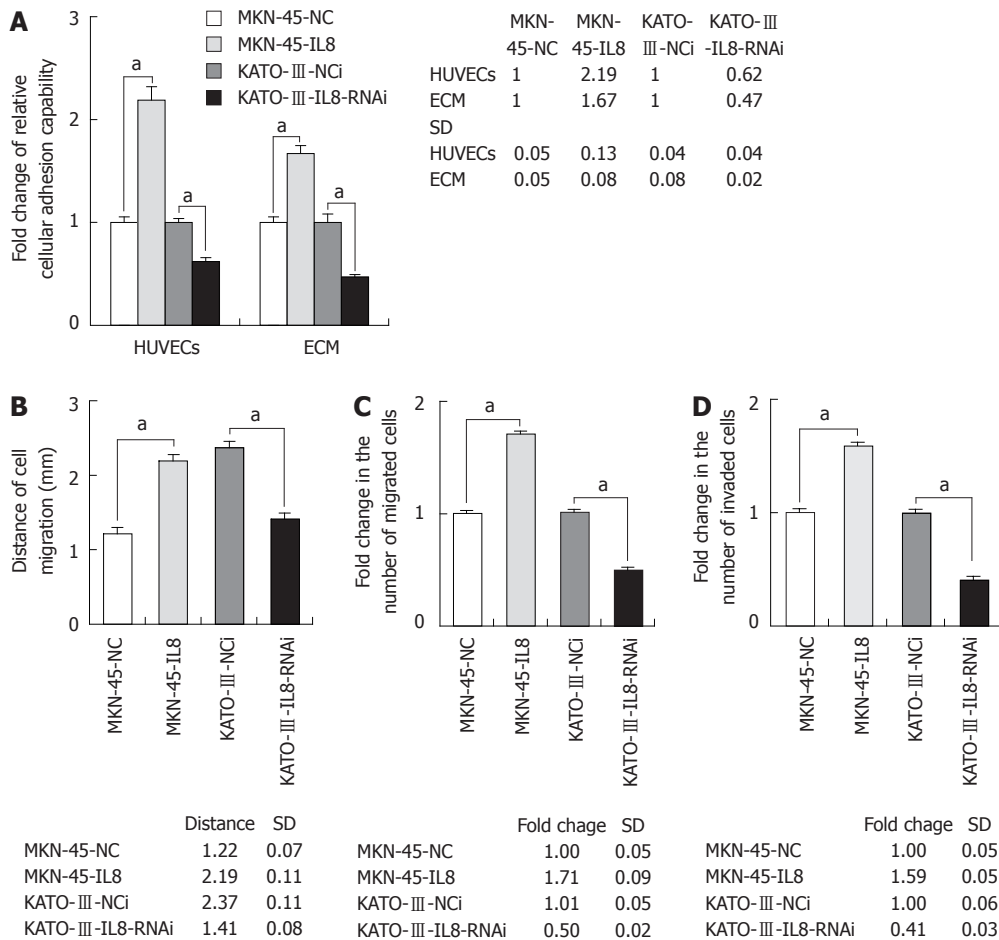 A
Fold change of relative
cellular adhesion capability
3
2
1
0
MKN-45-NC
MKN-45-IL8
KATO-Ⅲ-NCi
KATO-Ⅲ-IL8-RNAi
a
a
a
a
HUVECs
ECM
MKN- MKN- KATO- KATO-Ⅲ
45-NC 45-IL8 Ⅲ-NCi -IL8-RNAi
HUVECs 1 2.19 1 0.62
ECM 1 1.67 1 0.47
SD
HUVECs 0.05 0.13 0.04 0.04
ECM 0.05 0.08 0.08 0.02
B
Distance of cell
migration (mm)
3
2
1
0
a
a
MKN-45-NC
MKN-45-IL8
KATO-Ⅲ-NCi
KATO-Ⅲ-IL8-RNAi
Distance SD
MKN-45-NC 1.22 0.07
MKN-45-IL8 2.19 0.11
KATO-Ⅲ-NCi 2.37 0.11
KATO-Ⅲ-IL8-RNAi 1.41 0.08
C
Fold change in the
number of migrated cells
2
1
0
a
a
MKN-45-NC
MKN-45-IL8
KATO-Ⅲ-NCi
KATO-Ⅲ-IL8-RNAi
Fold chage SD
MKN-45-NC 1.00 0.05
MKN-45-IL8 1.71 0.09
KATO-Ⅲ-NCi 1.01 0.05
KATO-Ⅲ-IL8-RNAi 0.50 0.02
D
Fold change in the
number of invaded cells
2
1
0
a
a
MKN-45-NC
MKN-45-IL8
KATO-Ⅲ-NCi
KATO-Ⅲ-IL8-RNAi
Fold chage SD
MKN-45-NC 1.00 0.05
MKN-45-IL8 1.59 0.05
KATO-Ⅲ-NCi 1.00 0.06
KATO-Ⅲ-IL8-RNAi 0.41 0.03